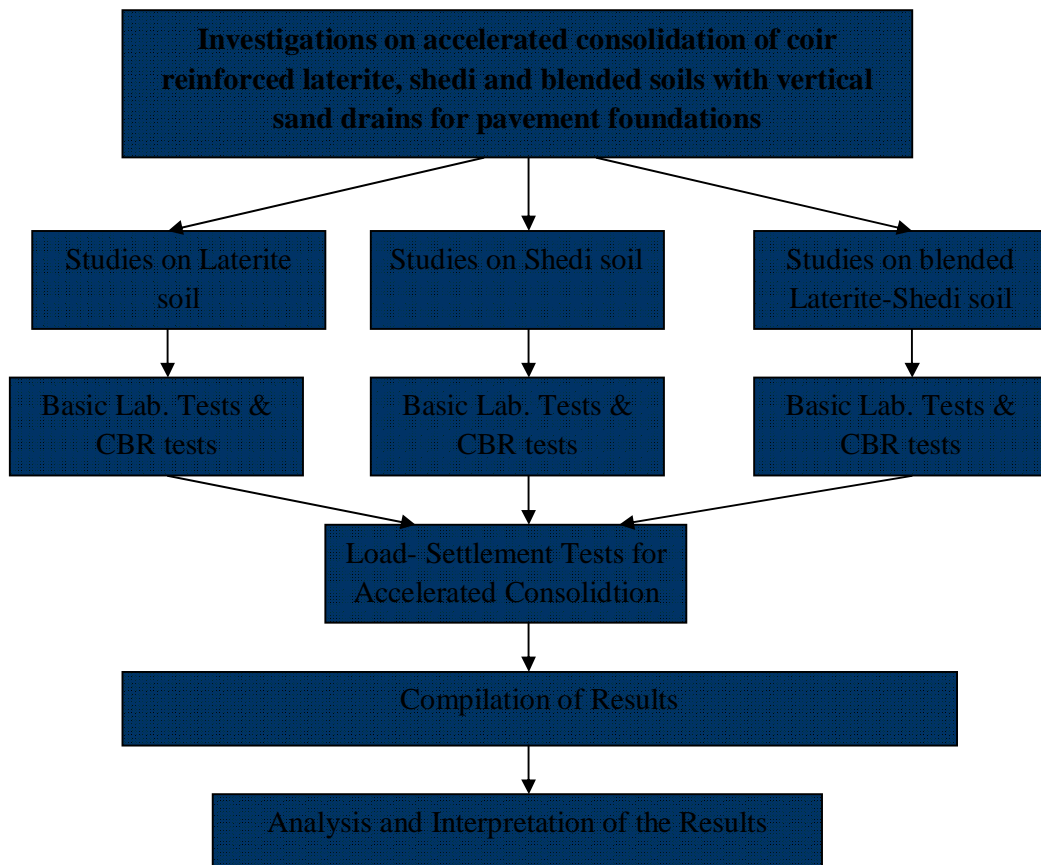 Investigations on accelerated consolidation of coir
reinforced laterite, shedi and blended soils with vertical
sand drains for pavement foundations
Studies on Laterite
soil
Studies on Shedi soil
Studies on blended
Laterite-Shedi soil
Basic Lab. Tests &
CBR tests
Basic Lab. Tests &
CBR tests
Basic Lab. Tests &
CBR tests
Load- Settlement Tests for
Accelerated Consolidtion
Compilation of Results
Analysis and Interpretation of the Results